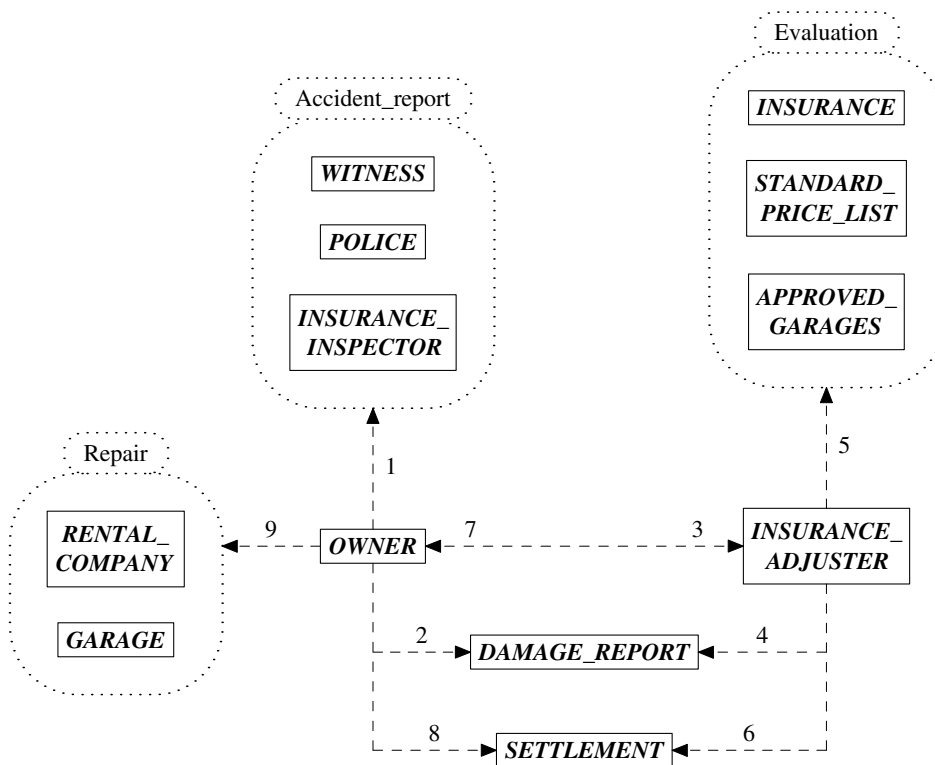 Evaluation
Accident_report
INSURANCE
WITNESS
STANDARD_
PRICE_LIST
POLICE
INSURANCE_
INSPECTOR
APPROVED_
GARAGES
Repair
1
5
RENTAL_
COMPANY
9
OWNER
7
3
INSURANCE_
ADJUSTER
GARAGE
2
DAMAGE_REPORT
4
8
SETTLEMENT
6